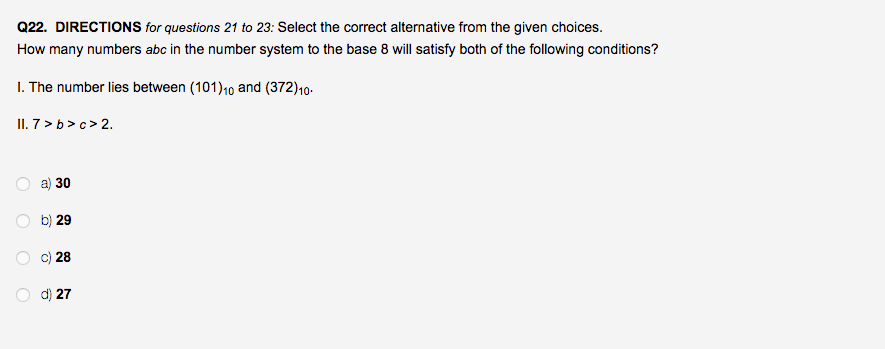 Q22. DIRECTIONS for questions 21 to 23: Select the correct alternative from the given choices.
How many numbers abc in the number system to the base 8 will satisfy both of the following conditions?
I. The number lies between (101)10 and (372)10.
II. 7 > b > c > 2.
a) 30
b) 29
c) 28
d) 27